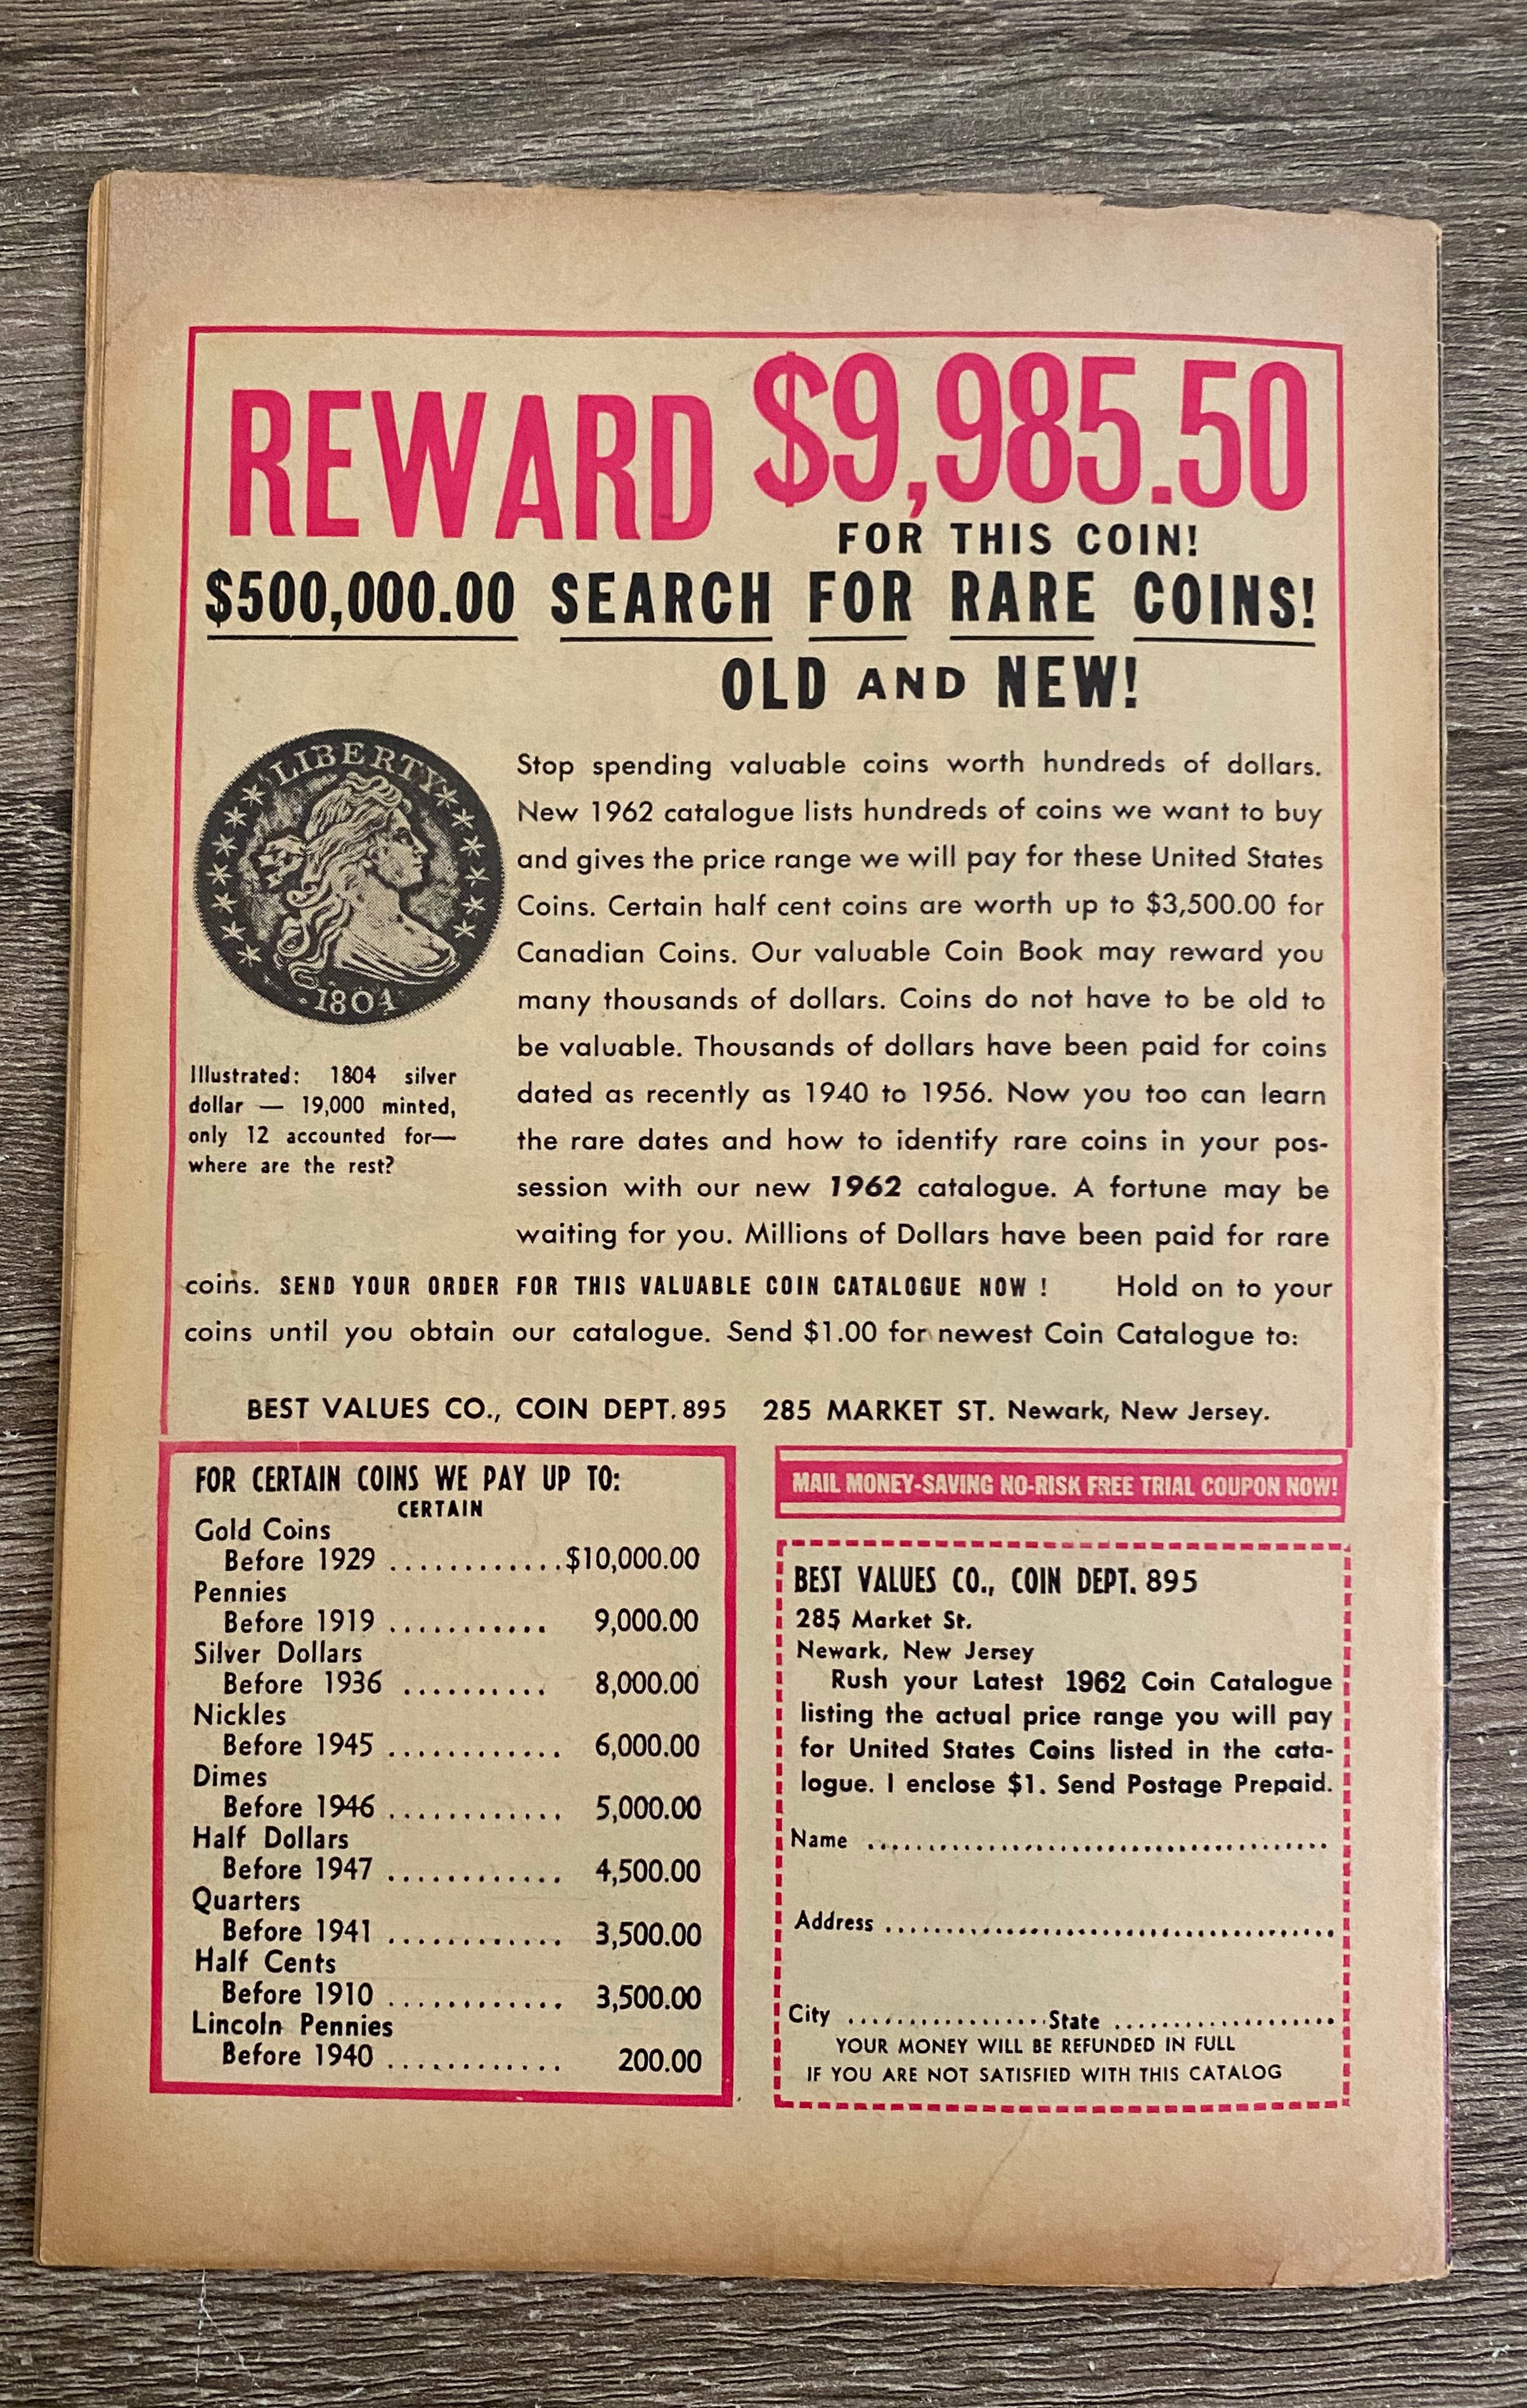 REWARD $9,985.50
FOR THIS COIN!
$500,000.00 SEARCH FOR RARE COINS!
OLD AND NEW!
LIBERTY
1804
Illustrated: 1804 silver
dollar — 19,000 minted,
only 12 accounted for—
where are the rest?
Stop spending valuable coins worth hundreds of dollars.
New 1962 catalogue lists hundreds of coins we want to buy
and gives the price range we will pay for these United States
Coins. Certain half cent coins are worth up to $3,500.00 for
Canadian Coins. Our valuable Coin Book may reward you
many thousands of dollars. Coins do not have to be old to
be valuable. Thousands of dollars have been paid for coins
dated as recently as 1940 to 1956. Now you too can learn
the rare dates and how to identify rare coins in your pos-
session with our new 1962 catalogue. A fortune may be
waiting for you. Millions of Dollars have been paid for rare
coins. SEND YOUR ORDER FOR THIS VALUABLE COIN CATALOGUE NOW ! Hold on to your
coins until you obtain our catalogue. Send $1.00 for newest Coin Catalogue to:
BEST VALUES CO., COIN DEPT. 895 285 MARKET ST. Newark, New Jersey.
FOR CERTAIN COINS WE PAY UP TO:
CERTAIN
Gold Coins
Before 1929 ............$10,000.00
Pennies
Before 1919 ........... 9,000.00
Silver Dollars
Before 1936 .......... 8,000.00
Nickles
Before 1945 ............ 6,000.00
Dimes
Before 1946 ............ 5,000.00
Half Dollars
Before 1947 ............ 4,500.00
Quarters
Before 1941 ............ 3,500.00
Half Cents
Before 1910 ............ 3,500.00
Lincoln Pennies
Before 1940 ............ 200.00
MAIL MONEY-SAVING NO-RISK FREE TRIAL COUPON NOW!
BEST VALUES CO., COIN DEPT. 895
285 Market St.
Newark, New Jersey
Rush your Latest 1962 Coin Catalogue
listing the actual price range you will pay
for United States Coins listed in the cata-
logue. I enclose $1. Send Postage Prepaid.
Name ......................................
Address .....................................
City .................State ...................
YOUR MONEY WILL BE REFUNDED IN FULL
IF YOU ARE NOT SATISFIED WITH THIS CATALOG